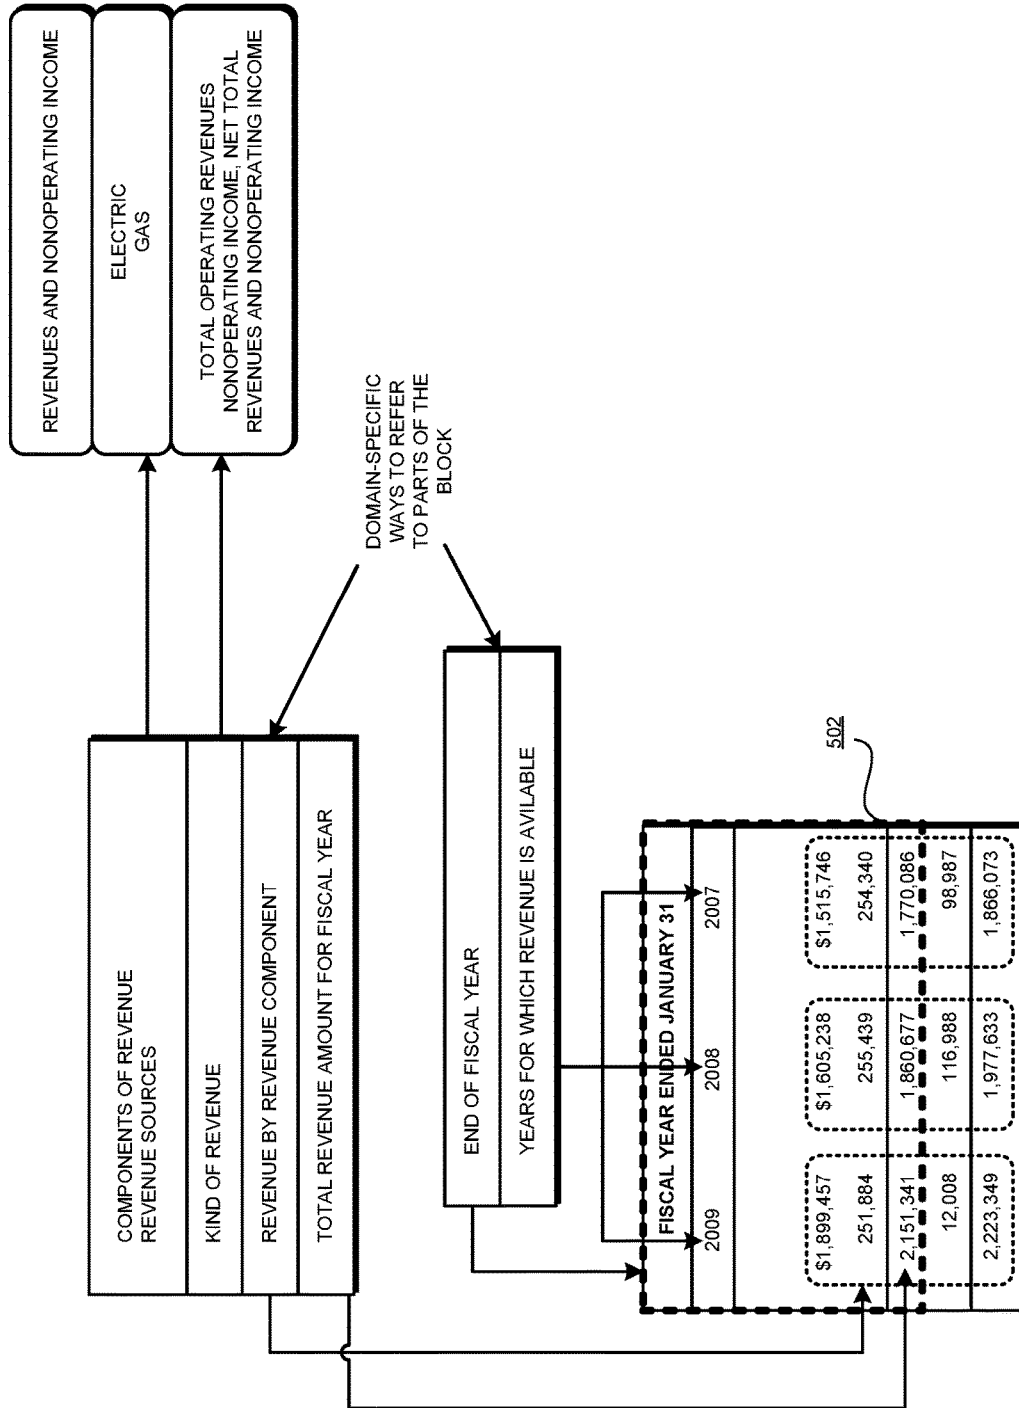 REVENUES AND NONOPERATING INCOME
ELECTRIC
GAS
TOTAL OPERATING REVENUES
NONOPERATING INCOME, NET TOTAL
REVENUES AND NONOPERATING INCOME
COMPONENTS OF REVENUE
REVENUE SOURCES
KIND OF REVENUE
REVENUE BY REVENUE COMPONENT
TOTAL REVENUE AMOUNT FOR FISCAL YEAR
DOMAIN-SPECIFIC
WAYS TO REFER
TO PARTS OF THE
BLOCK
END OF FISCAL YEAR
YEARS FOR WHICH REVENUE IS AVILABLE
502
FISCAL YEAR ENDED JANUARY 31
2009 2008 2007
$1,899,457 $1,605,238 $1,515,746
251,884 255,439 254,340
2,151,341 1,860,677 1,770,086
12,008 116,988 98,987
2,223,349 1,977,633 1,866,073